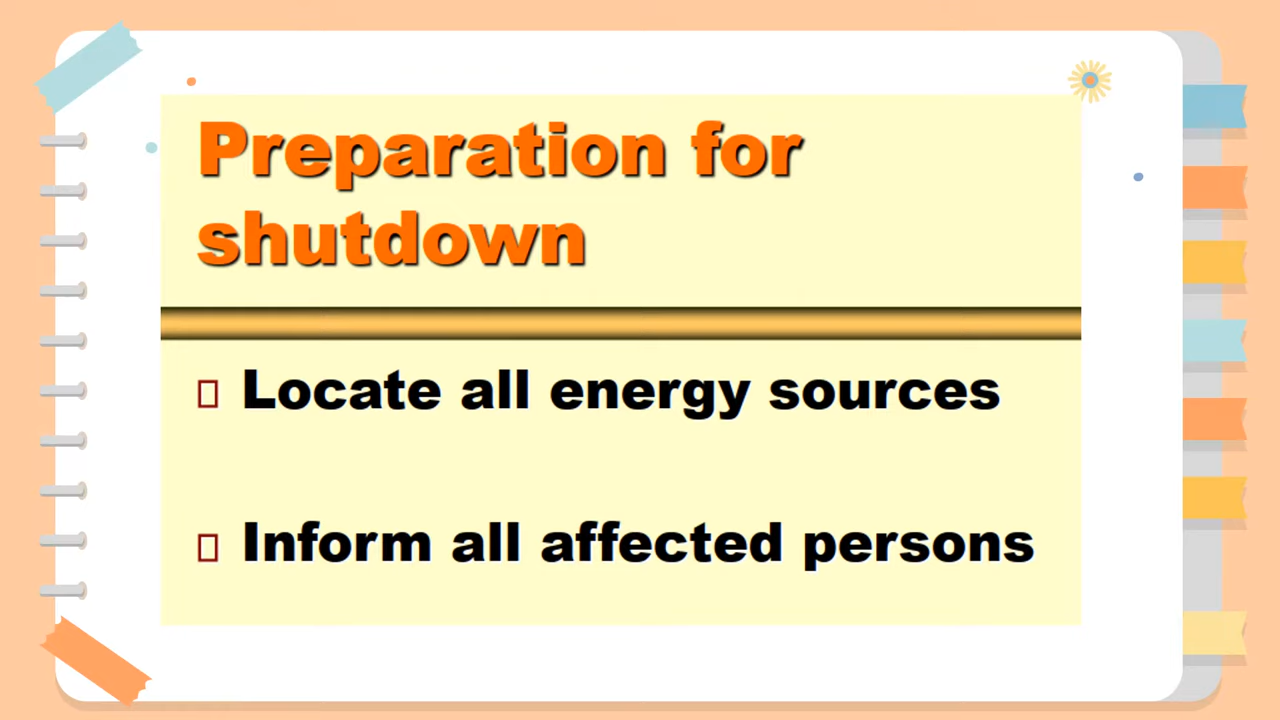 Preparation for
shutdown
Locate all energy sources
Inform all affected persons